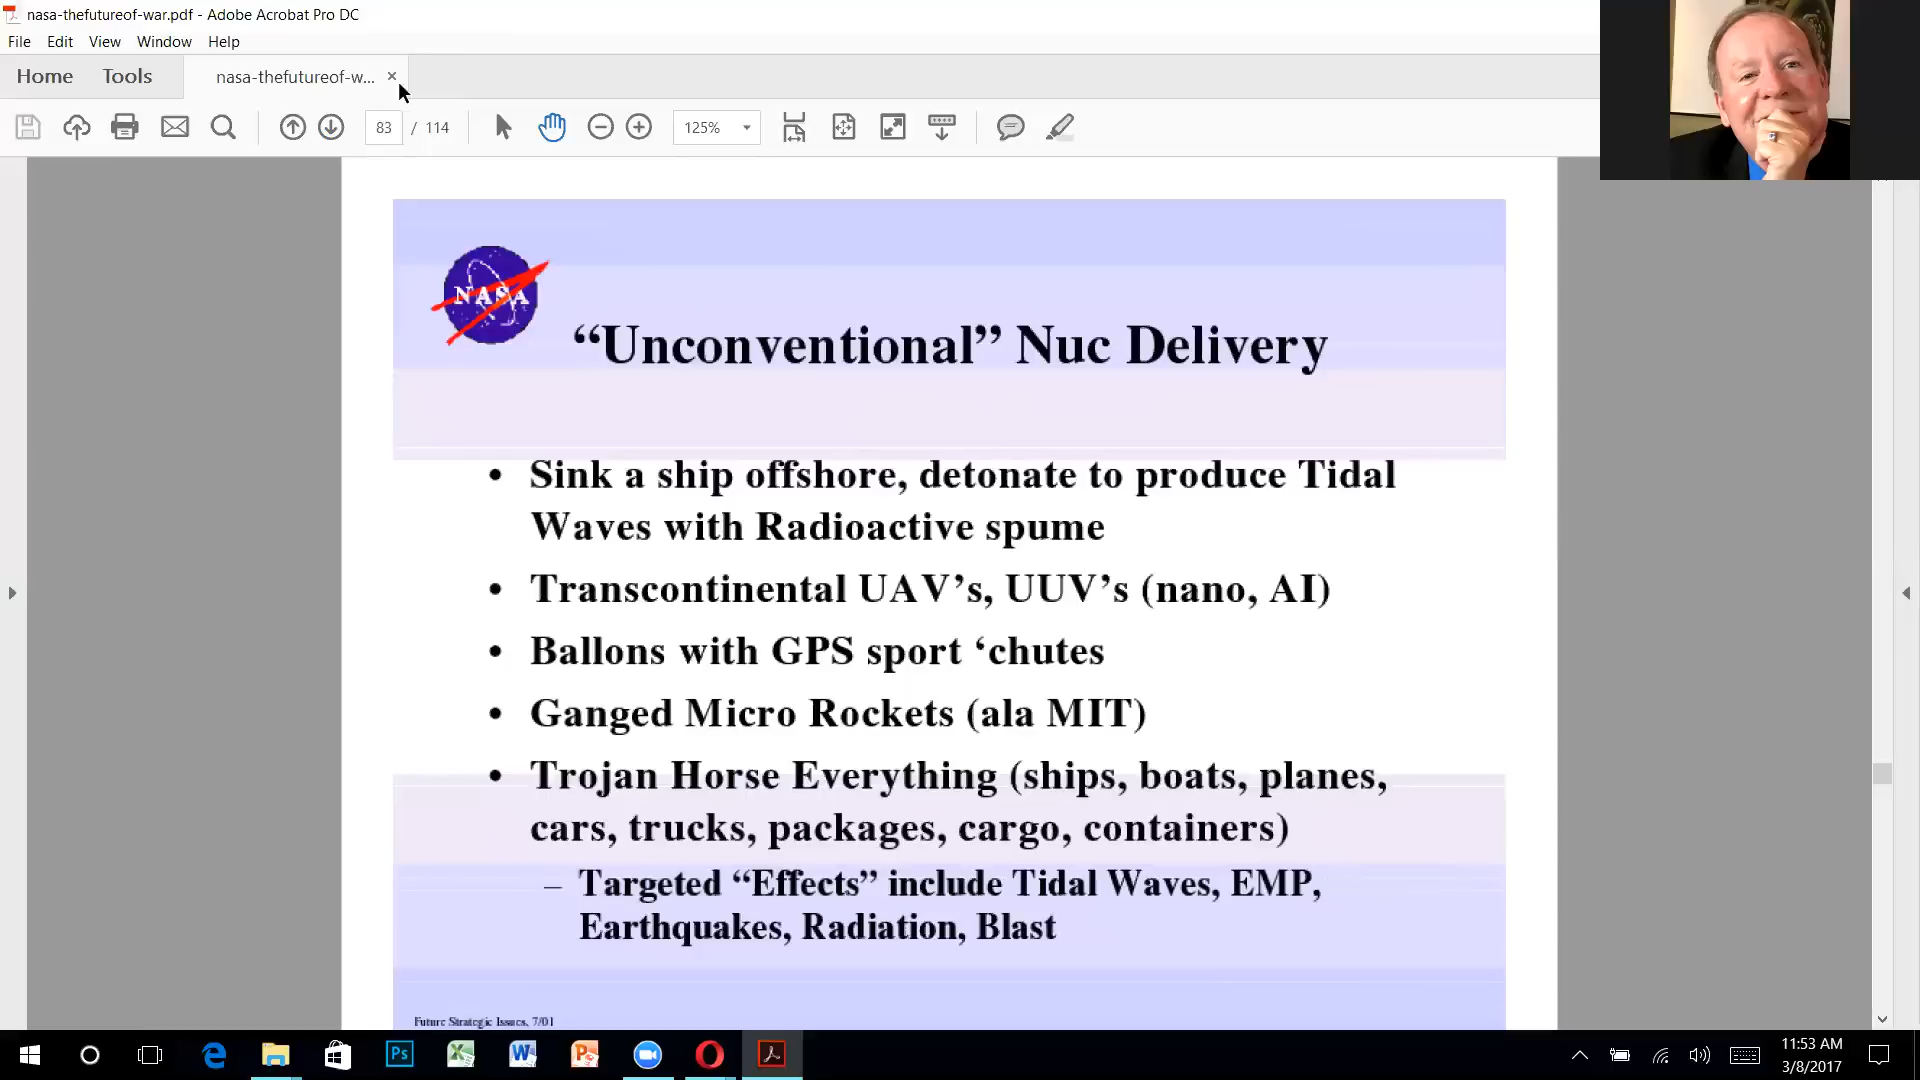 nasa-thefutureof-war.pdf - Adobe Acrobat Pro DC
File Edit View Window Help
Home Tools nasa-thefutureof-w... ×
83 / 114 125%
NASA
“Unconventional” Nuc Delivery
• Sink a ship offshore, detonate to produce Tidal
Waves with Radioactive spume
• Transcontinental UAV’s, UUV’s (nano, AI)
• Ballons with GPS sport ‘chutes
• Ganged Micro Rockets (ala MIT)
• Trojan Horse Everything (ships, boats, planes,
cars, trucks, packages, cargo, containers)
– Targeted “Effects” include Tidal Waves, EMP,
Earthquakes, Radiation, Blast
Future Strategic Issues, 7/01
11:53 AM
3/8/2017